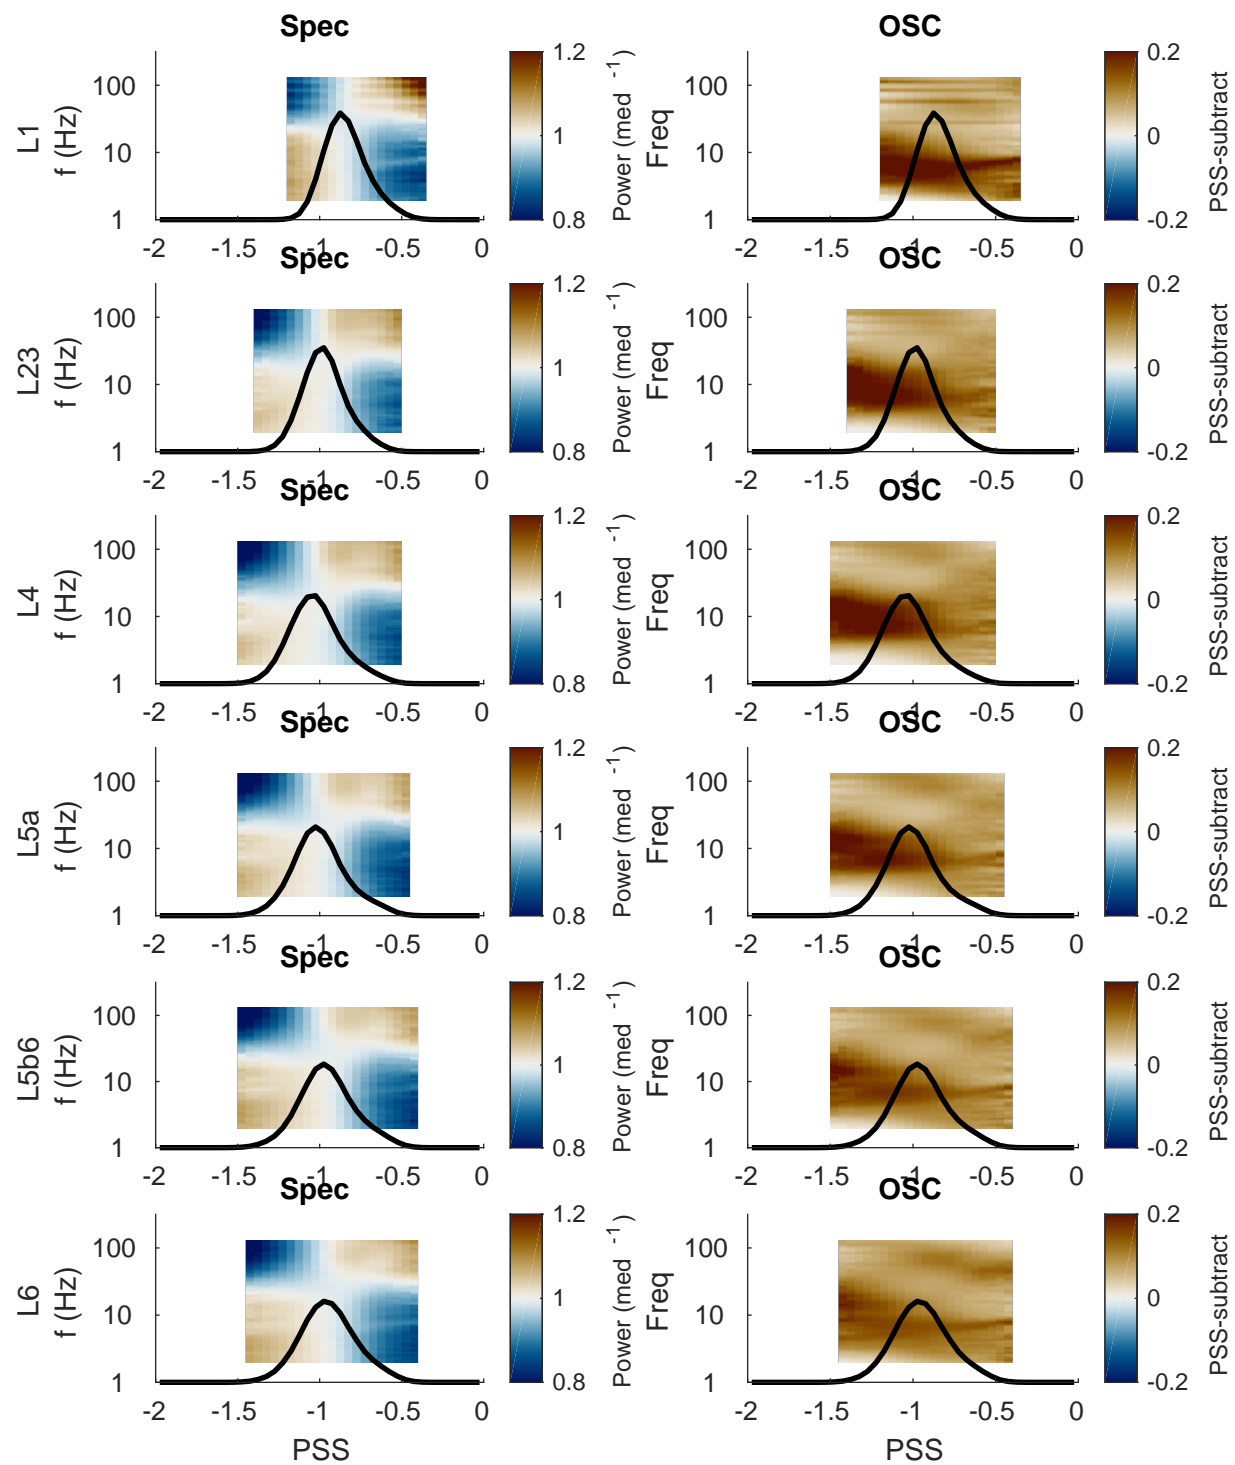 Spec OSC
L1 f (Hz) 100 10 1 1.2 1 0.8 Power (med -1) Freq 100 10 1 0.2 0 -0.2 PSS-subtract
-2 -1.5 -1 -0.5 0 -2 -1.5 -1 -0.5 0
Spec OSC
L23 f (Hz) 100 10 1 1.2 1 0.8 Power (med -1) Freq 100 10 1 0.2 0 -0.2 PSS-subtract
-2 -1.5 -1 -0.5 0 -2 -1.5 -1 -0.5 0
Spec OSC
L4 f (Hz) 100 10 1 1.2 1 0.8 Power (med -1) Freq 100 10 1 0.2 0 -0.2 PSS-subtract
-2 -1.5 -1 -0.5 0 -2 -1.5 -1 -0.5 0
Spec OSC
L5a f (Hz) 100 10 1 1.2 1 0.8 Power (med -1) Freq 100 10 1 0.2 0 -0.2 PSS-subtract
-2 -1.5 -1 -0.5 0 -2 -1.5 -1 -0.5 0
Spec OSC
L5b6 f (Hz) 100 10 1 1.2 1 0.8 Power (med -1) Freq 100 10 1 0.2 0 -0.2 PSS-subtract
-2 -1.5 -1 -0.5 0 -2 -1.5 -1 -0.5 0
Spec OSC
L6 f (Hz) 100 10 1 1.2 1 0.8 Power (med -1) Freq 100 10 1 0.2 0 -0.2 PSS-subtract
-2 -1.5 -1 -0.5 0 -2 -1.5 -1 -0.5 0
PSS PSS